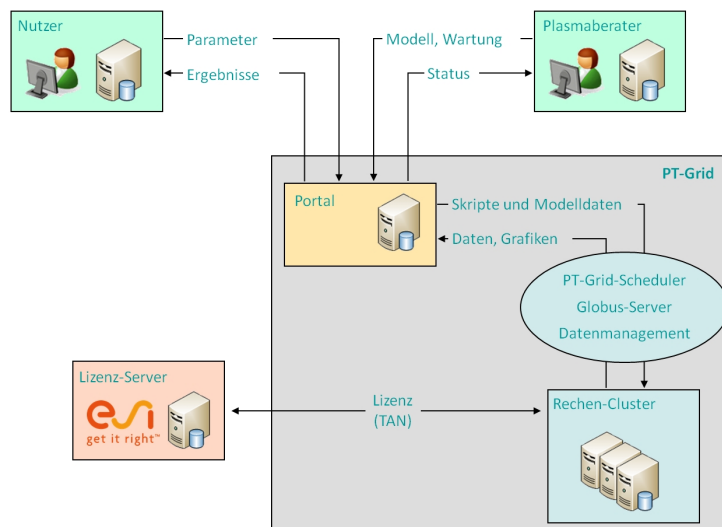 Nutzer
Parameter
Ergebnisse
Modell, Wartung
Status
Plasmaberater
PT-Grid
Portal
Skripte und Modelldaten
Daten, Grafiken
PT-Grid-Scheduler
Globus-Server
Datenmanagement
Lizenz-Server
esi
get it right™
Lizenz
(TAN)
Rechen-Cluster